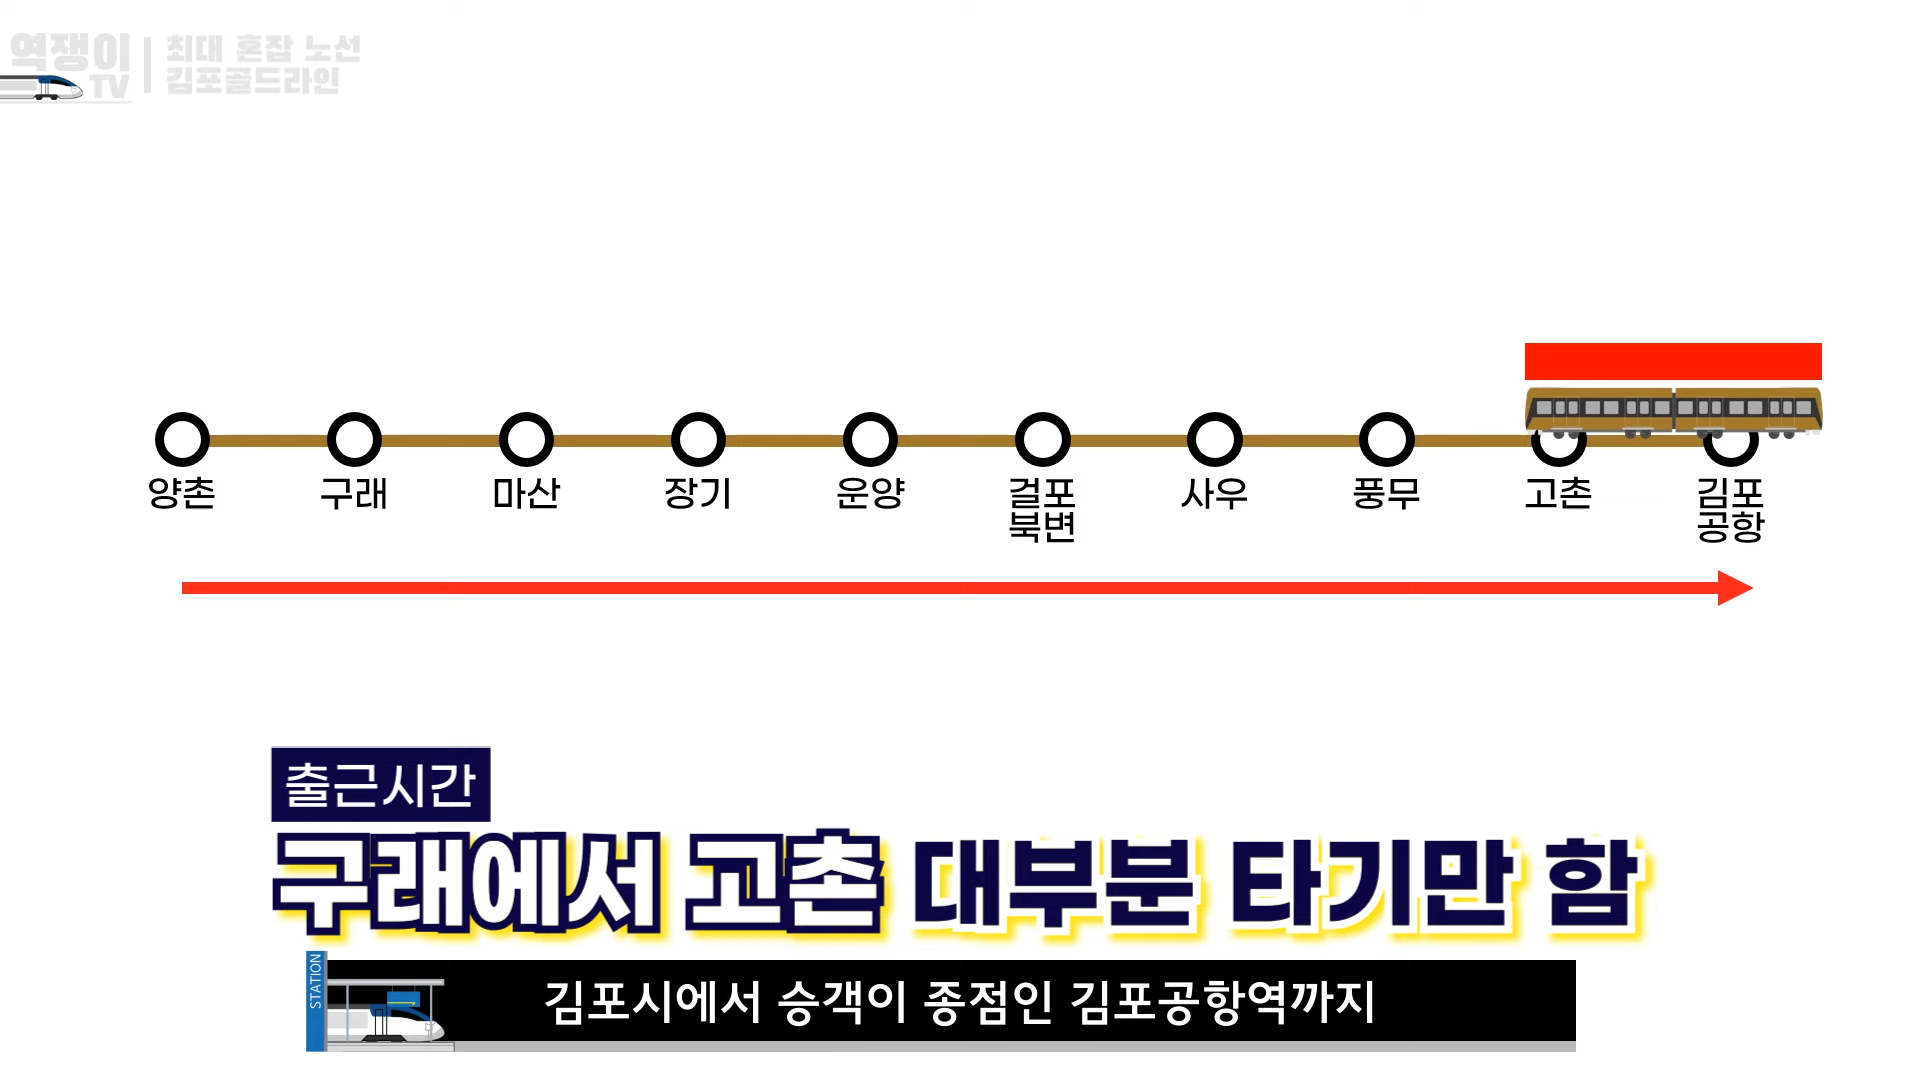 역쟁이
TV
최대 혼잡 노선
김포골드라인
양촌
구래
마산
장기
운양
걸포
북변
사우
풍무
고촌
김포
공항
출근시간
구래에서 고촌 대부분 타기만 함
STATION
김포시에서 승객이 종점인 김포공항역까지